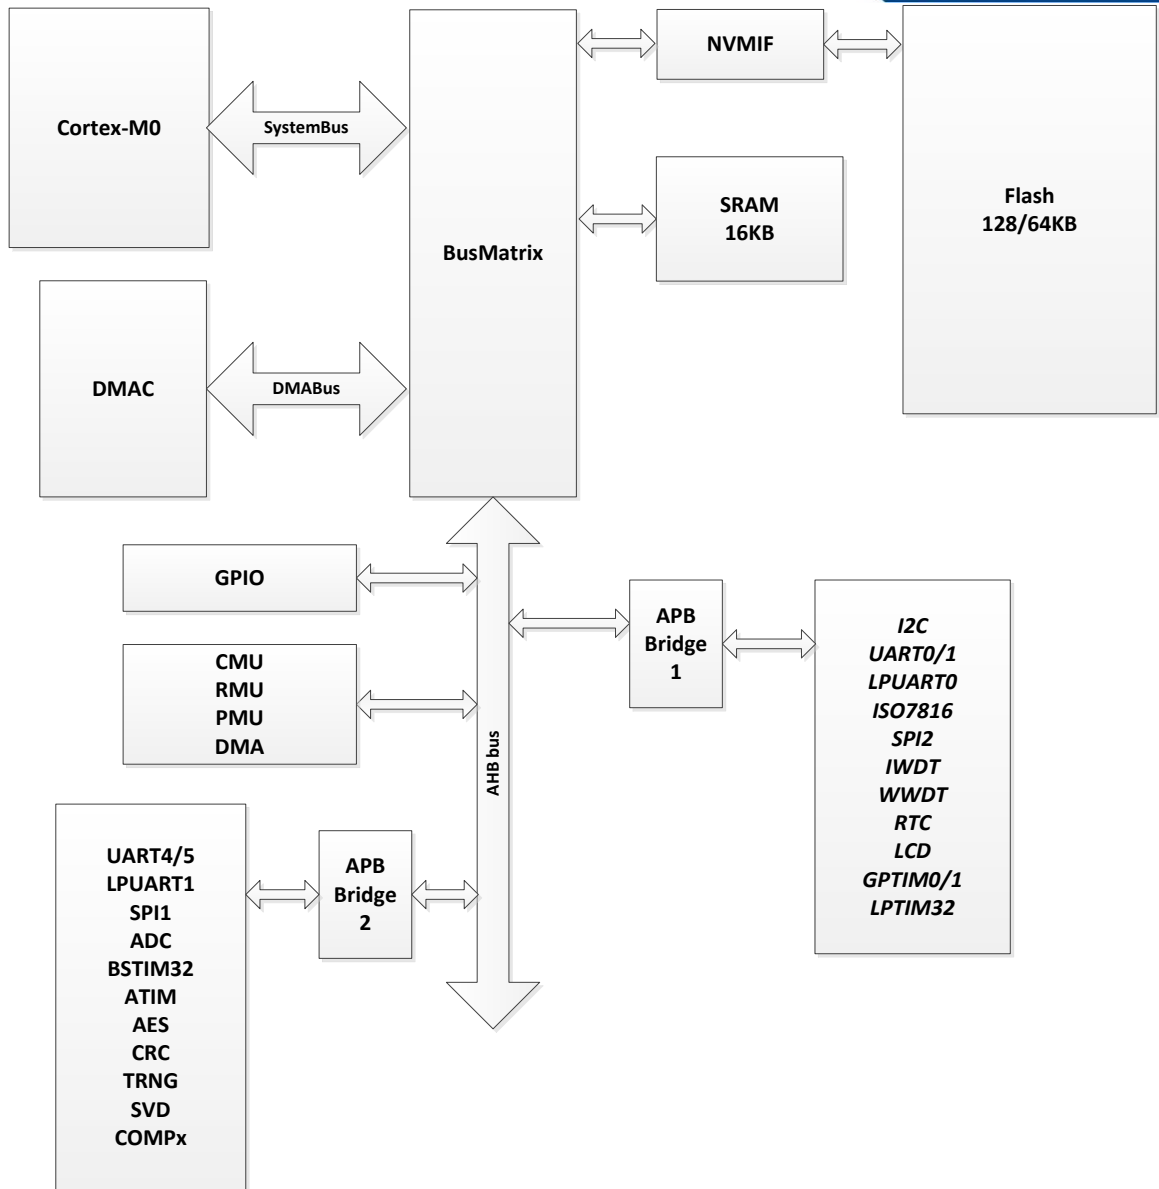 Cortex-M0
SystemBus
BusMatrix
NVMIF
Flash
128/64KB
SRAM
16KB
DMAC
DMABus
GPIO
CMU
RMU
PMU
DMA
AHB bus
APB
Bridge
1
I2C
UART0/1
LPUART0
ISO7816
SPI2
IWDT
WWDT
RTC
LCD
GPTIM0/1
LPTIM32
UART4/5
LPUART1
SPI1
ADC
BSTIM32
ATIM
AES
CRC
TRNG
SVD
COMPx
APB
Bridge
2